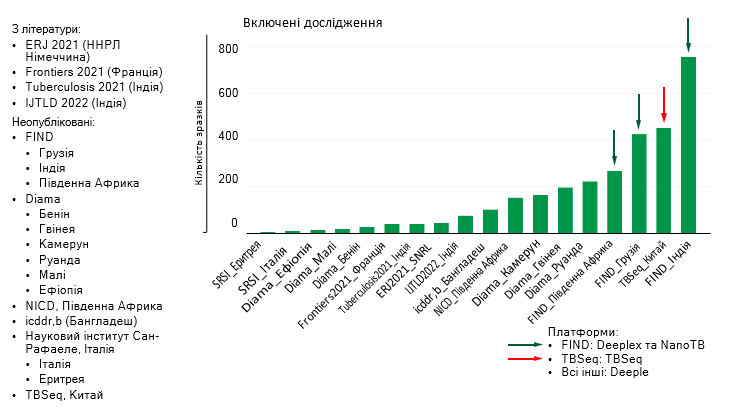 З літератури:
• ERJ 2021 (ННРЛ
Німеччина)
• Frontiers 2021 (Франція)
• Tuberculosis 2021 (Індія)
• IJTLD 2022 (Індія)
Неопубліковані:
• FIND
• Грузія
• Індія
• Південна Африка
• Diama
• Бенін
• Гвінея
• Камерун
• Руанда
• Малі
• Ефіопія
• NICD, Південна Африка
• icddr,b (Бангладеш)
• Науковий інститут Сан-
Рафаеле, Італія
• Італія
• Еритрея
• TBSeq, Китай
Включені дослідження
Кількість зразків
800
600
400
200
0
SRSI_Еритрея
SRSI_Італія
Diama_Ефіопія
Diama_Малі
Diama_Бенін
Frontiers2021_Франція
Tuberculosis2021_Індія
ERJ2021_SNRL
IJTLD2022_Індія
icddr,b_Бангладеш
NICD_Південна Африка
Diama_Камерун
Diama_Гвінея
Diama_Руанда
FIND_Південна Африка
FIND_Грузія
TBSeq_Китай
FIND_Індія
Платформи:
• FIND: Deeplex та NanoTB
• TBSeq: TBSeq
• Всі інші: Deeple